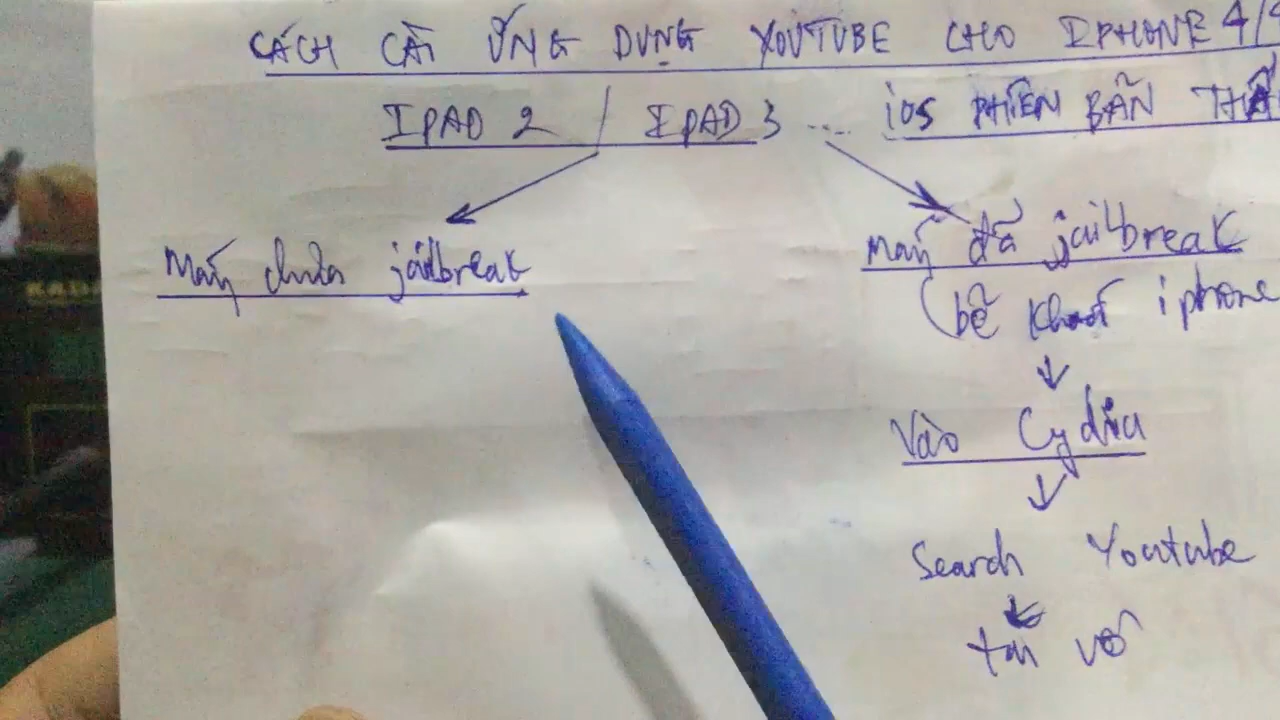 CÁCH CÀI ỨNG DỤNG YOUTUBE CHO IPHONE 4/4
IPAD 2 / IPAD 3 ... iOS PHIÊN BẢN
Máy chưa jailbreak
Máy đã jailbreak
(bẽ khoá iphone
Vào Cydia
Search Youtube
tải về